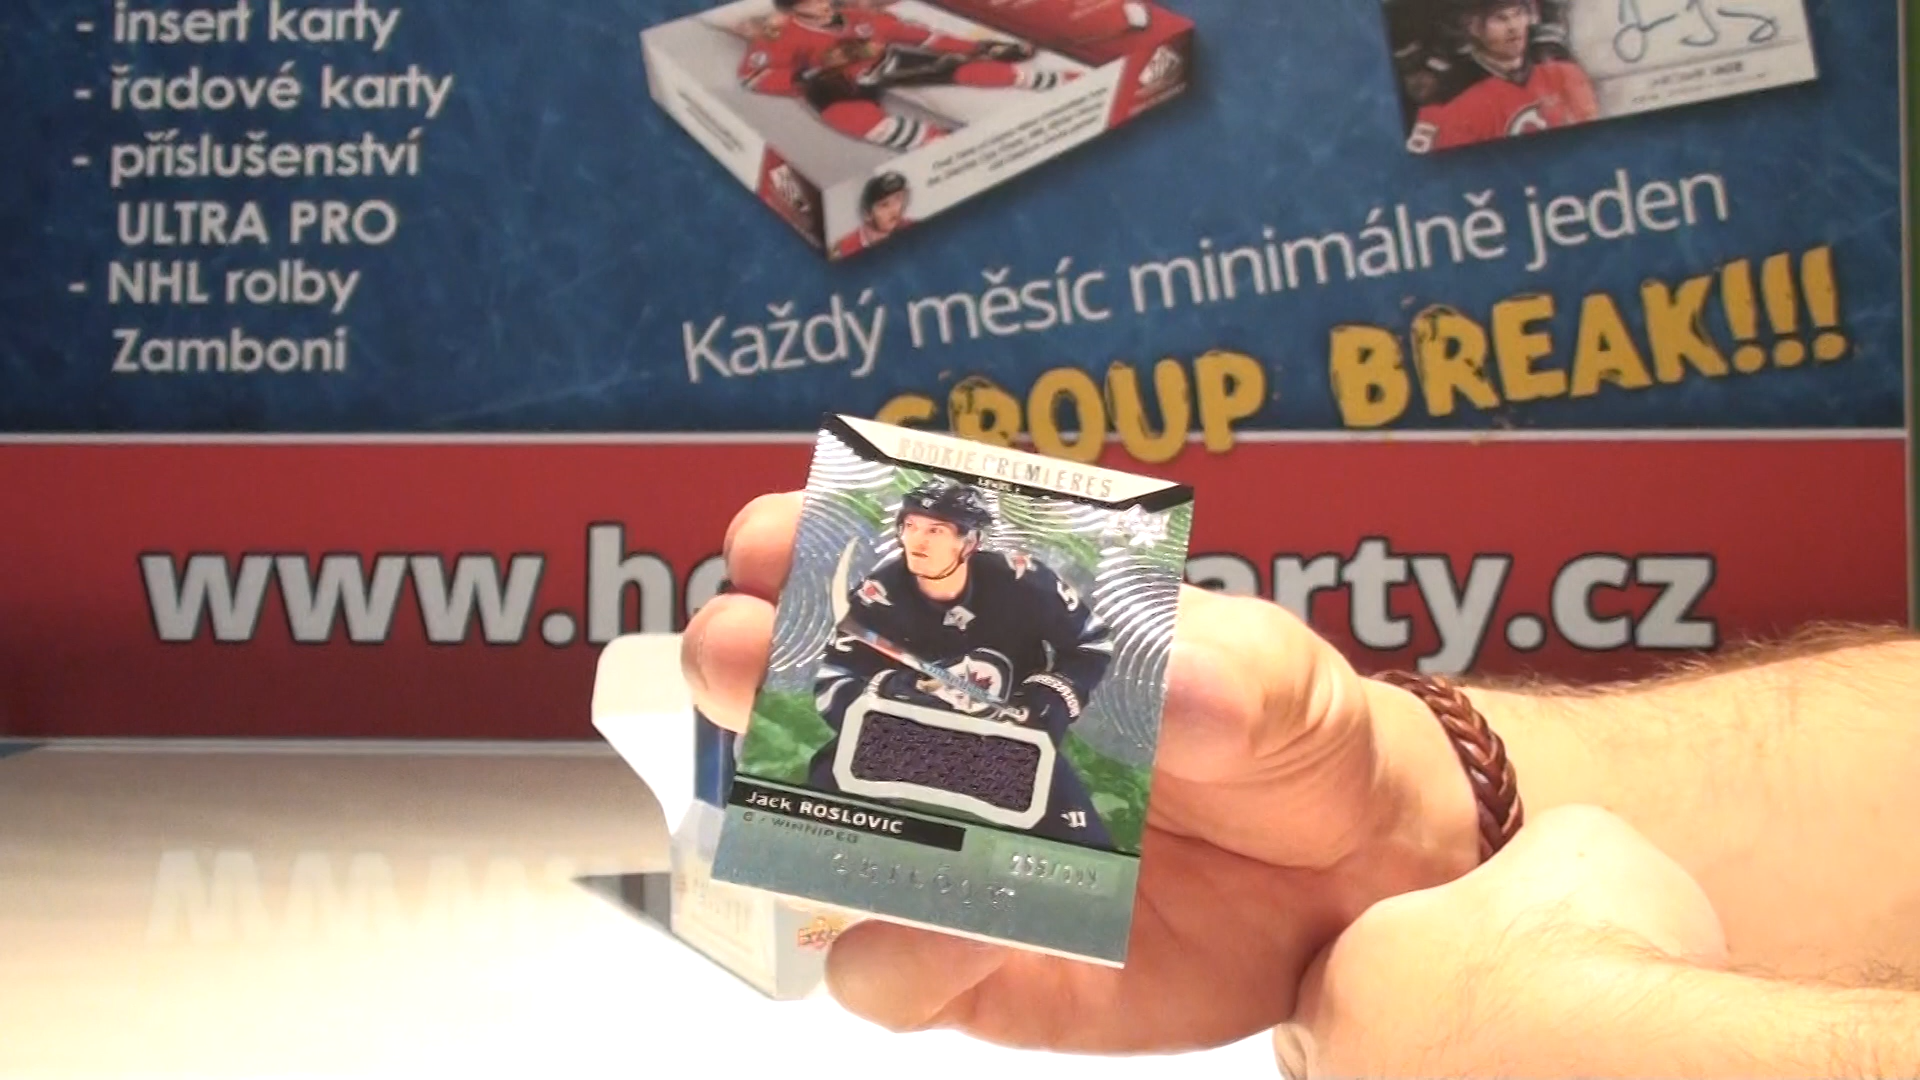 - insert karty
- řadové karty
- příslušenství
ULTRA PRO
- NHL rolby
Zamboni
Každý měsíc minimálně jeden
GROUP BREAK!!!
www.he arty.cz
ROOKIE PREMIERES
Jack ROSLOVIC
C / WINNIPEG